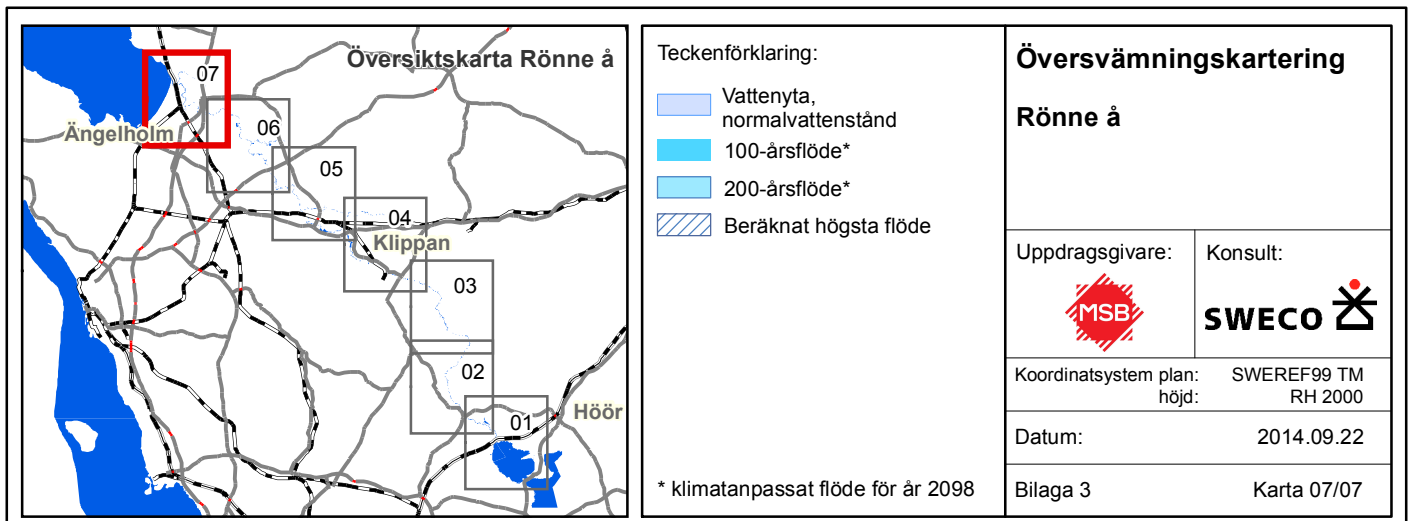 Översiktskarta Rönne å
07
Ängelholm
06
05
04
Klippan
03
02
01
Höör
Teckenförklaring:
Vattenyta,
normalvattenstånd
100-årsflöde*
200-årsflöde*
Beräknat högsta flöde
* klimatanpassat flöde för år 2098
Översvämningskartering
Rönne å
Uppdragsgivare:
MSB
Konsult:
SWECO
Koordinatsystem plan: SWEREF99 TM
höjd: RH 2000
Datum: 2014.09.22
Bilaga 3 Karta 07/07